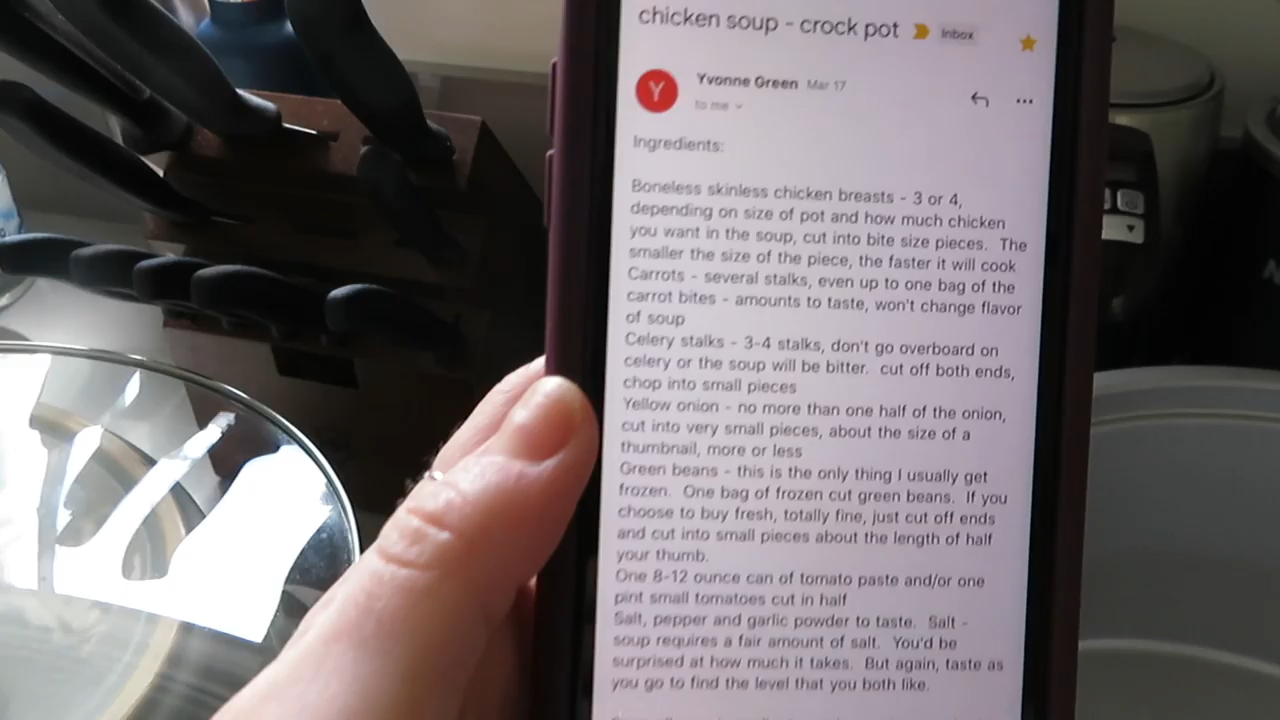 chicken soup - crock pot Inbox
Y
Yvonne Green Mar 17
to me
Ingredients:
Boneless skinless chicken breasts - 3 or 4,
depending on size of pot and how much chicken
you want in the soup, cut into bite size pieces. The
smaller the size of the piece, the faster it will cook
Carrots - several stalks, even up to one bag of the
carrot bites - amounts to taste, won't change flavor
of soup
Celery stalks - 3-4 stalks, don't go overboard on
celery or the soup will be bitter. cut off both ends,
chop into small pieces
Yellow onion - no more than one half of the onion,
cut into very small pieces, about the size of a
thumbnail, more or less
Green beans - this is the only thing I usually get
frozen. One bag of frozen cut green beans. If you
choose to buy fresh, totally fine, just cut off ends
and cut into small pieces about the length of half
your thumb.
One 8-12 ounce can of tomato paste and/or one
pint small tomatoes cut in half
Salt, pepper and garlic powder to taste. Salt -
soup requires a fair amount of salt. You'd be
surprised at how much it takes. But again, taste as
you go to find the level that you both like.